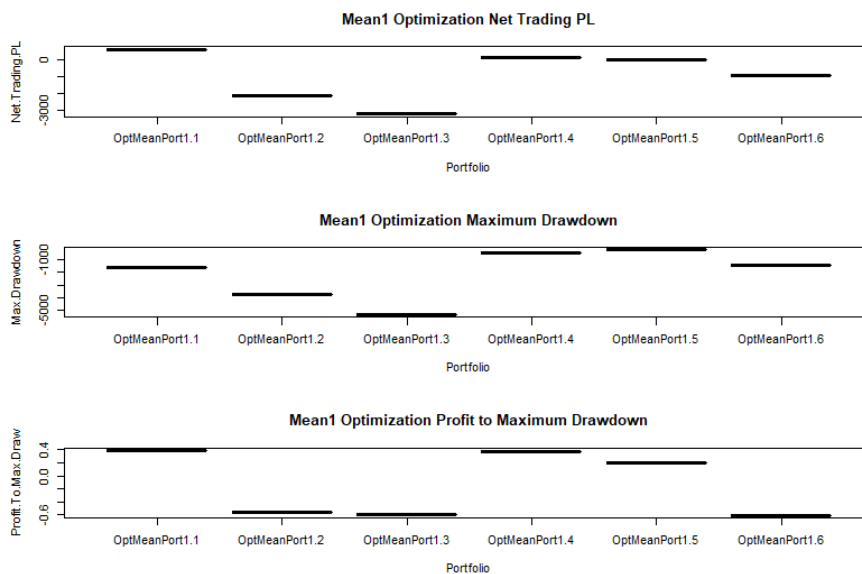 Mean1 Optimization Net Trading PL
Net.Trading.PL
0
-3000
OptMeanPort1.1 OptMeanPort1.2 OptMeanPort1.3 OptMeanPort1.4 OptMeanPort1.5 OptMeanPort1.6
Portfolio
Mean1 Optimization Maximum Drawdown
Max.Drawdown
-1000
-5000
OptMeanPort1.1 OptMeanPort1.2 OptMeanPort1.3 OptMeanPort1.4 OptMeanPort1.5 OptMeanPort1.6
Portfolio
Mean1 Optimization Profit to Maximum Drawdown
Profit.To.Max.Draw
0.4
0.0
-0.6
OptMeanPort1.1 OptMeanPort1.2 OptMeanPort1.3 OptMeanPort1.4 OptMeanPort1.5 OptMeanPort1.6
Portfolio